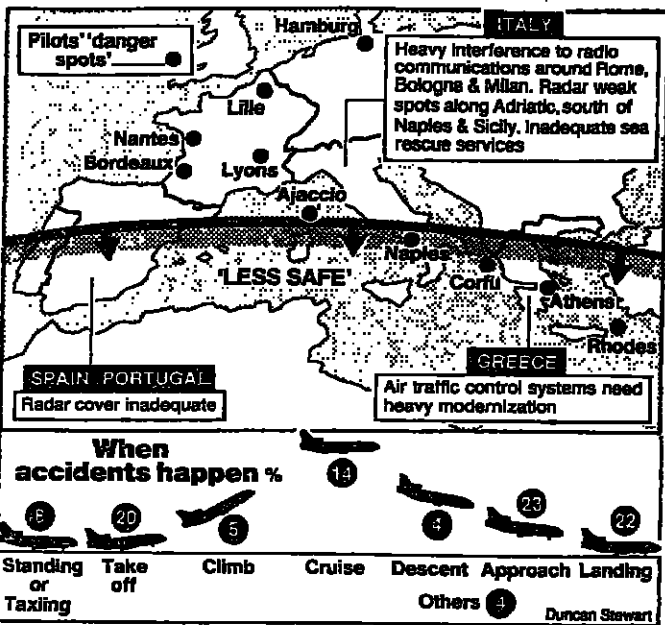 Hamburg
Pilots' 'danger
spots'
ITALY
Heavy interference to radio
communications around Rome,
Bologna & Milan. Radar weak
spots along Adriatic, south of
Naples & Sicily. Inadequate sea
rescue services
Lille
Nantes
Bordeaux
Lyons
Ajaccio
Naples
'LESS SAFE'
Corfu
Athens
Rhodes
SPAIN PORTUGAL
Radar cover inadequate
GREECE
Air traffic control systems need
heavy modernization
When
accidents happen %
8 20 5 14 4 23 22
Standing or Taxiing
Take off
Climb
Cruise
Descent
Approach
Landing
Others 4
Duncan Stewart